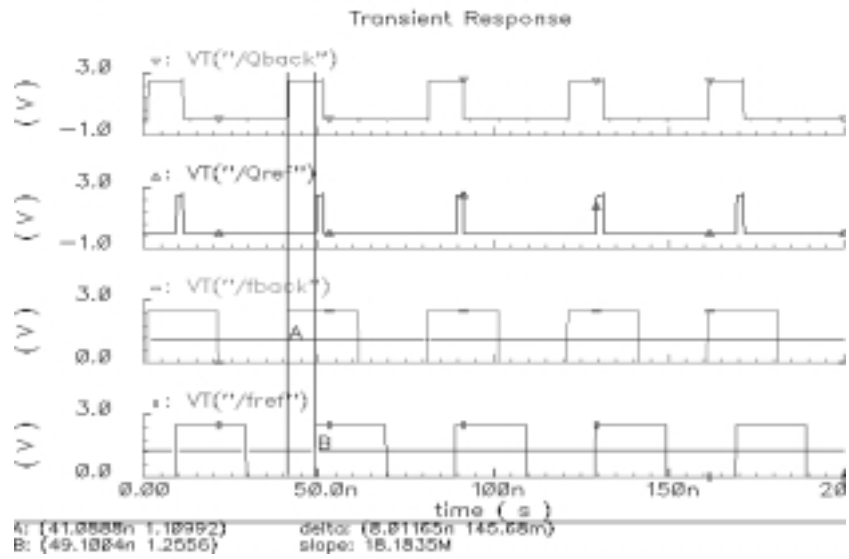 Transient Response
▿: VT("/Qback")
3.0
(V)
-1.0
▵: VT("/Qref")
3.0
(V)
-1.0
VT("/fback")
3.0
(V)
A
0.0
VT("/fref")
3.0
(V)
B
0.0
0.00 50.0n 100n 150n 20
time ( s )
A: (41.0888n 1.10992) delta: (8.01165n 145.68m)
B: (49.1004n 1.2556) slope: 18.1835M